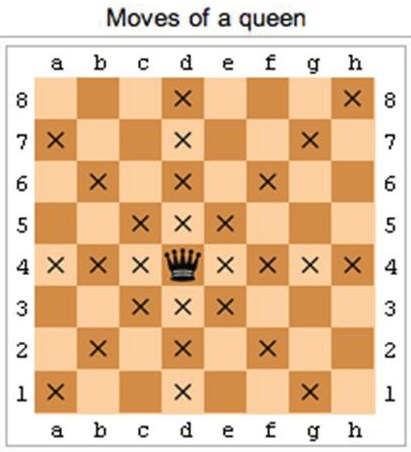 Moves of a queen
a b c d e f g h
8 8
7 7
6 6
5 5
4 4
3 3
2 2
1 1
a b c d e f g h